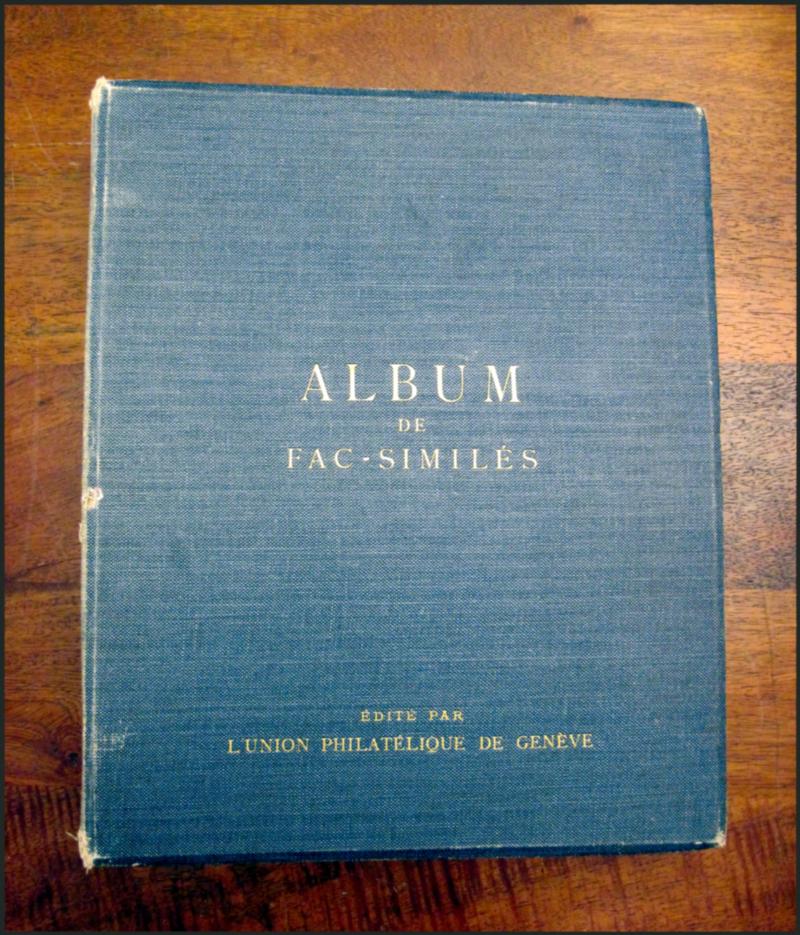 ALBUM
DE
FAC-SIMILÉS
ÉDITÉ PAR
L'UNION PHILATÉLIQUE DE GENÈVE